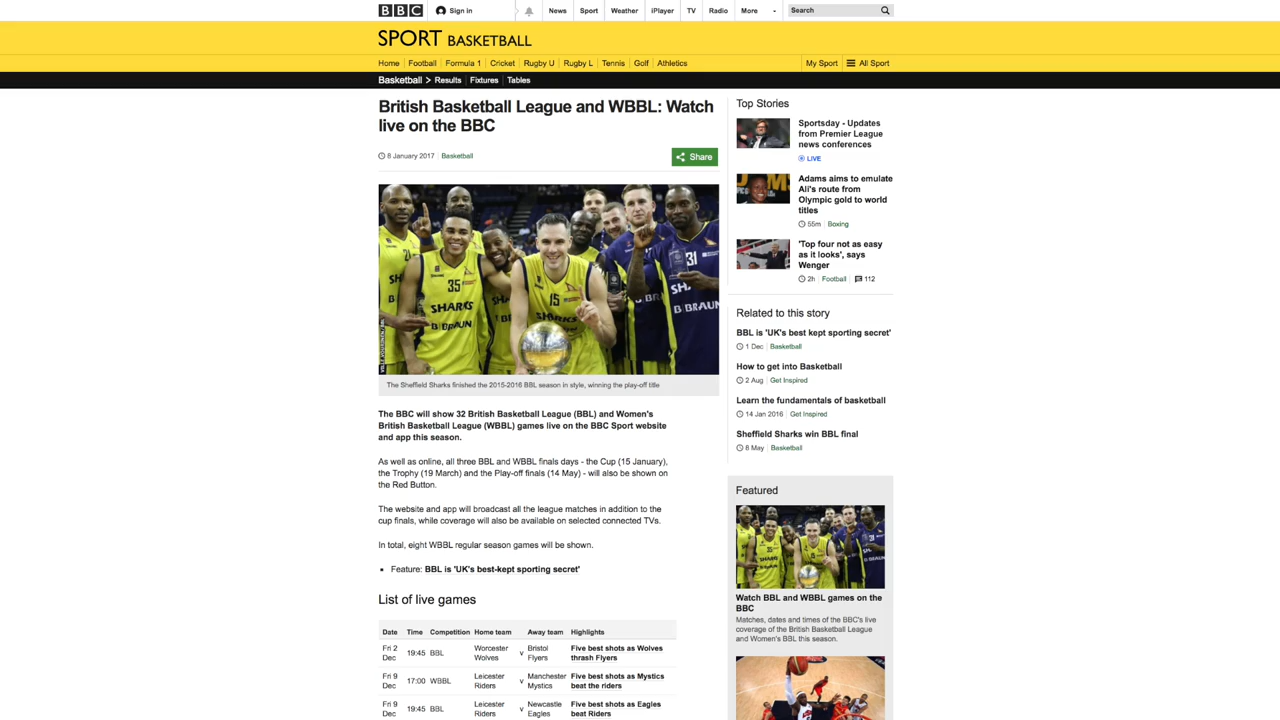 BBC Sign in News Sport Weather iPlayer TV Radio More Search
SPORT BASKETBALL
Home Football Formula 1 Cricket Rugby U Rugby L Tennis Golf Athletics My Sport All Sport
Basketball > Results Fixtures Tables
British Basketball League and WBBL: Watch
live on the BBC
6 January 2017 Basketball
Share
35
SHARKS
15
SHARKS
31
B BRAUN
The Sheffield Sharks finished the 2015-2016 BBL season in style, winning the play-off title
The BBC will show 32 British Basketball League (BBL) and Women's
British Basketball League (WBBL) games live on the BBC Sport website
and app this season.
As well as online, all three BBL and WBBL finals days - the Cup (15 January),
the Trophy (19 March) and the Play-off finals (14 May) - will also be shown on
the Red Button.
The website and app will broadcast all the league matches in addition to the
cup finals, while coverage will also be available on selected connected TVs.
In total, eight WBBL regular season games will be shown.
▪ Feature: BBL is 'UK's best-kept sporting secret'
List of live games
Date Time Competition Home team Away team Highlights
Fri 2 Dec 19:45 BBL Worcester Wolves v Bristol Flyers Five best shots as Wolves thrash Flyers
Fri 9 Dec 17:00 WBBL Leicester Riders v Manchester Mystics Five best shots as Mystics beat the riders
Fri 9 Dec 19:45 BBL Leicester Riders v Newcastle Eagles Five best shots as Eagles beat Riders
Top Stories
Sportsday - Updates
from Premier League
news conferences
LIVE
Adams aims to emulate
Ali's route from
Olympic gold to world
titles
55m Boxing
'Top four not as easy
as it looks', says
Wenger
2h Football 112
Related to this story
BBL is 'UK's best kept sporting secret'
1 Dec Basketball
How to get into Basketball
2 Aug Get Inspired
Learn the fundamentals of basketball
14 Jan 2016 Get Inspired
Sheffield Sharks win BBL final
8 May Basketball
Featured
Watch BBL and WBBL games on the
BBC
Matches, dates and times of the BBC's live
coverage of the British Basketball League
and Women's BBL this season.